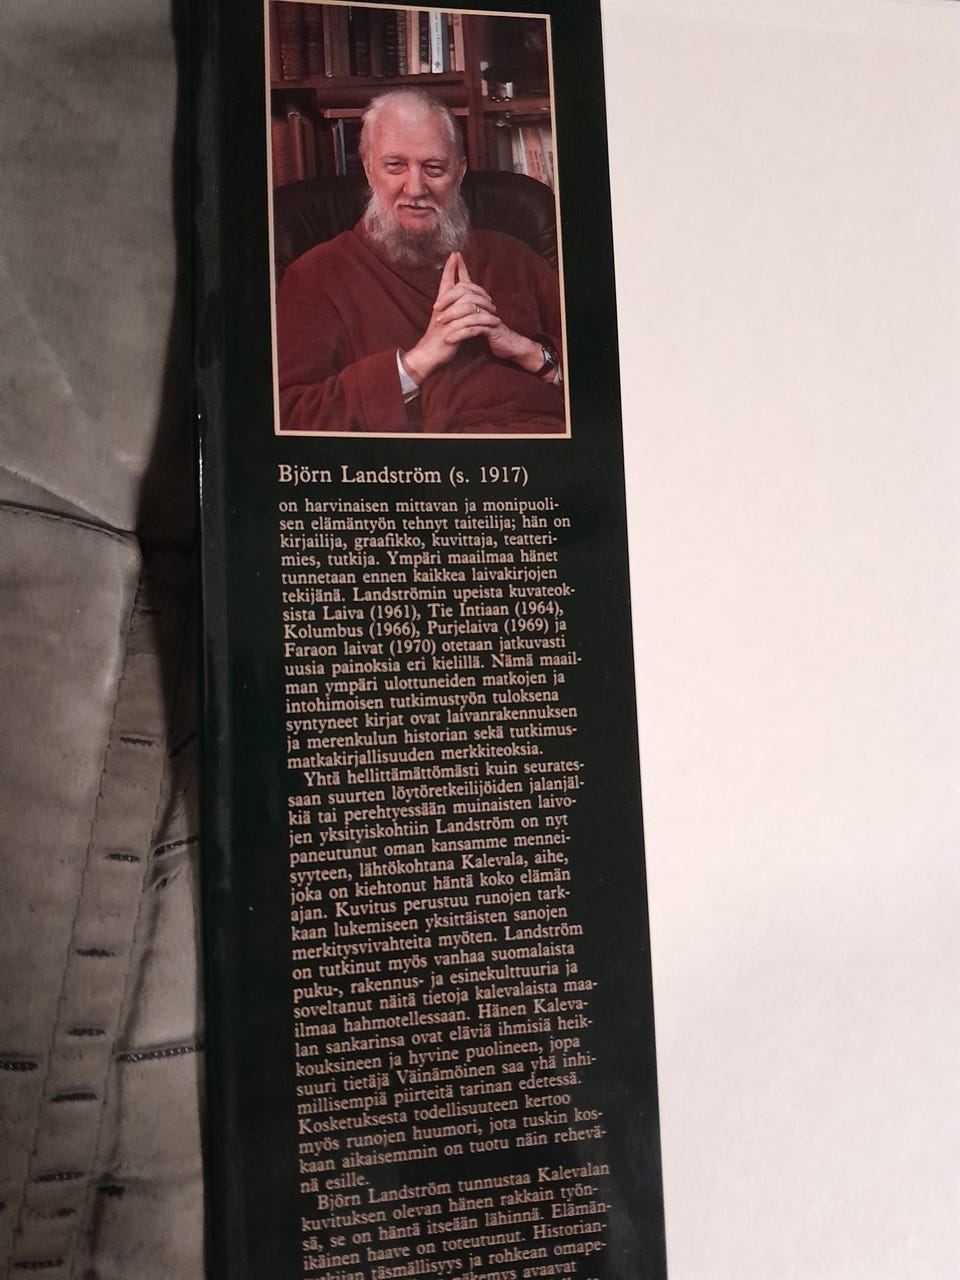 Björn Landström (s. 1917)
on harvinaisen mittavan ja monipuoli-
sen elämäntyön tehnyt taiteilija; hän on
kirjailija, graafikko, kuvittaja, teatteri-
mies, tutkija. Ympäri maailmaa hänet
tunnetaan ennen kaikkea laivakirjojen
tekijänä. Landströmin upeista kuvateok-
sista Laiva (1961), Tie Intiaan (1964),
Kolumbus (1966), Purjelaiva (1969) ja
Faraon laivat (1970) otetaan jatkuvasti
uusia painoksia eri kielillä. Nämä maail-
man ympäri ulottuneiden matkojen ja
intohimoisen tutkimustyön tuloksena
syntyneet kirjat ovat laivanrakennuksen
ja merenkulun historian sekä tutkimus-
matkakirjallisuuden merkkiteoksia.
Yhtä hellittämättömästi kuin seurates-
saan suurten löytöretkeilijöiden jalanjäl-
kiä tai perehtyessään muinaisten laivo-
jen yksityiskohtiin Landström on nyt
paneutunut oman kansamme mennei-
syyteen, lähtökohtana Kalevala, aihe,
joka on kiehtonut häntä koko elämän
ajan. Kuvitus perustuu runojen tark-
kaan lukemiseen yksittäisten sanojen
merkitysvivahteita myöten. Landström
on tutkinut myös vanhaa suomalaista
puku-, rakennus- ja esinekulttuuria ja
soveltanut näitä tietoja kalevalaista maa-
ilmaa hahmotellessaan. Hänen Kaleva-
lan sankarinsa ovat eläviä ihmisiä heik-
kouksineen ja hyvine puolineen, jopa
suuri tietäjä Väinämöinen saa yhä inhi-
millisempiä piirteitä tarinan edetessä.
Kosketuksesta todellisuuteen kertoo
myös runojen huumori, jota tuskin kos-
kaan aikaisemmin on tuotu näin rehevä-
nä esille.
Björn Landström tunnustaa Kalevalan
kuvituksen olevan hänen rakkain työn-
sä, se on häntä itseään lähinnä. Elämän-
ikäinen haave on toteutunut. Historian-
täsmällisyys ja rohkean omape-
avaavat